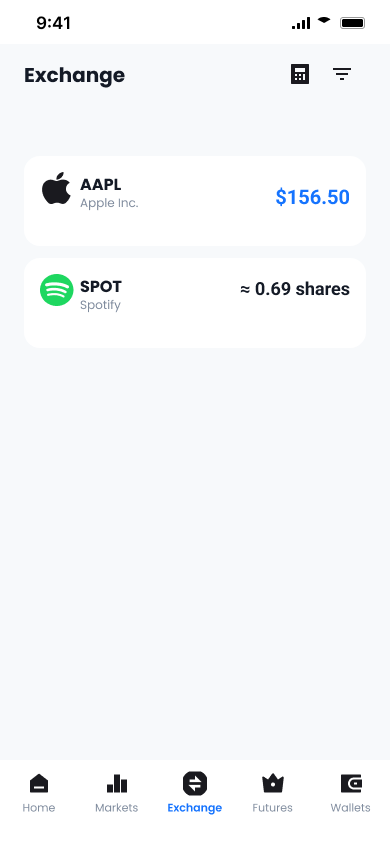 9:41
Exchange
AAPL
Apple Inc.
$156.50
SPOT
Spotify
≈ 0.69 shares
Home
Markets
Exchange
Futures
Wallets